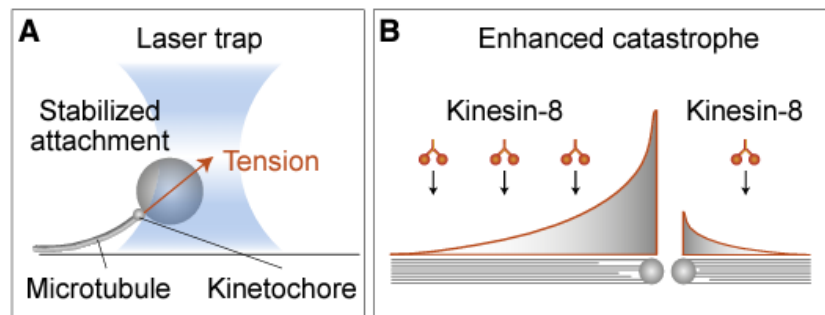 A
Laser trap
Stabilized
attachment
Tension
Microtubule
Kinetochore
B
Enhanced catastrophe
Kinesin-8
Kinesin-8